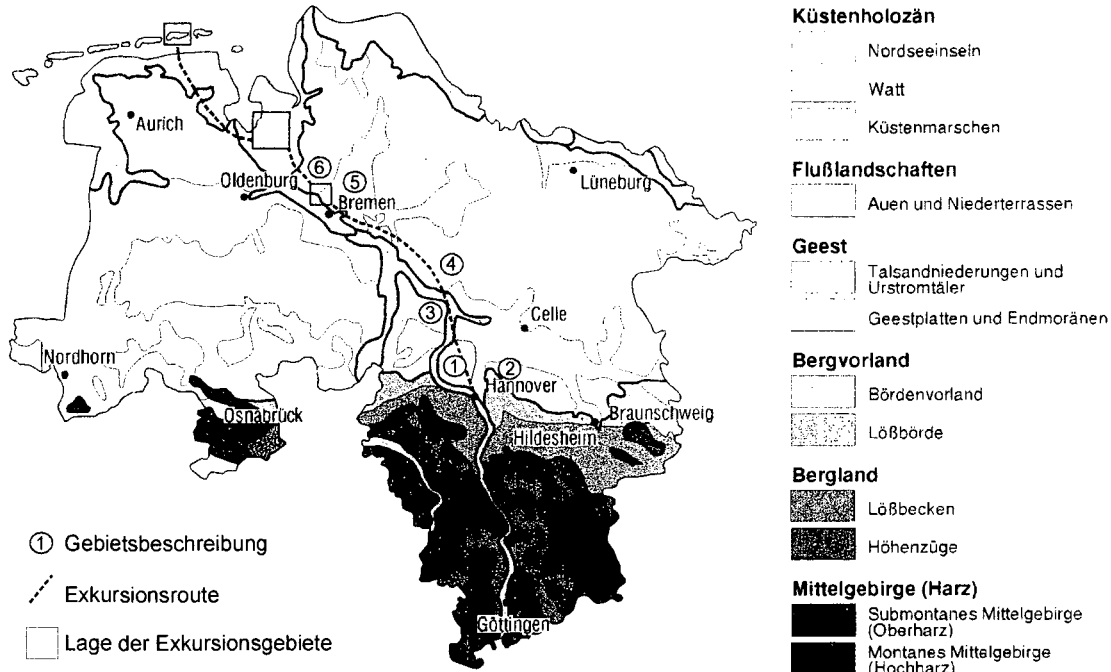 Aurich
Oldenburg
⑥
⑤
Bremen
Lüneburg
④
③
Celle
Nordhorn
①
②
Hannover
Osnabrück
Braunschweig
Hildesheim
Göttingen
① Gebietsbeschreibung
Exkursionsroute
Lage der Exkursionsgebiete
Küstenholozän
Nordseeinseln
Watt
Küstenmarschen
Flußlandschaften
Auen und Niederterrassen
Geest
Talsandniederungen und
Urstromtäler
Geestplatten und Endmoränen
Bergvorland
Bördenvorland
Lößbörde
Bergland
Lößbecken
Höhenzüge
Mittelgebirge (Harz)
Submontanes Mittelgebirge
(Oberharz)
Montanes Mittelgebirge
(Hochharz)